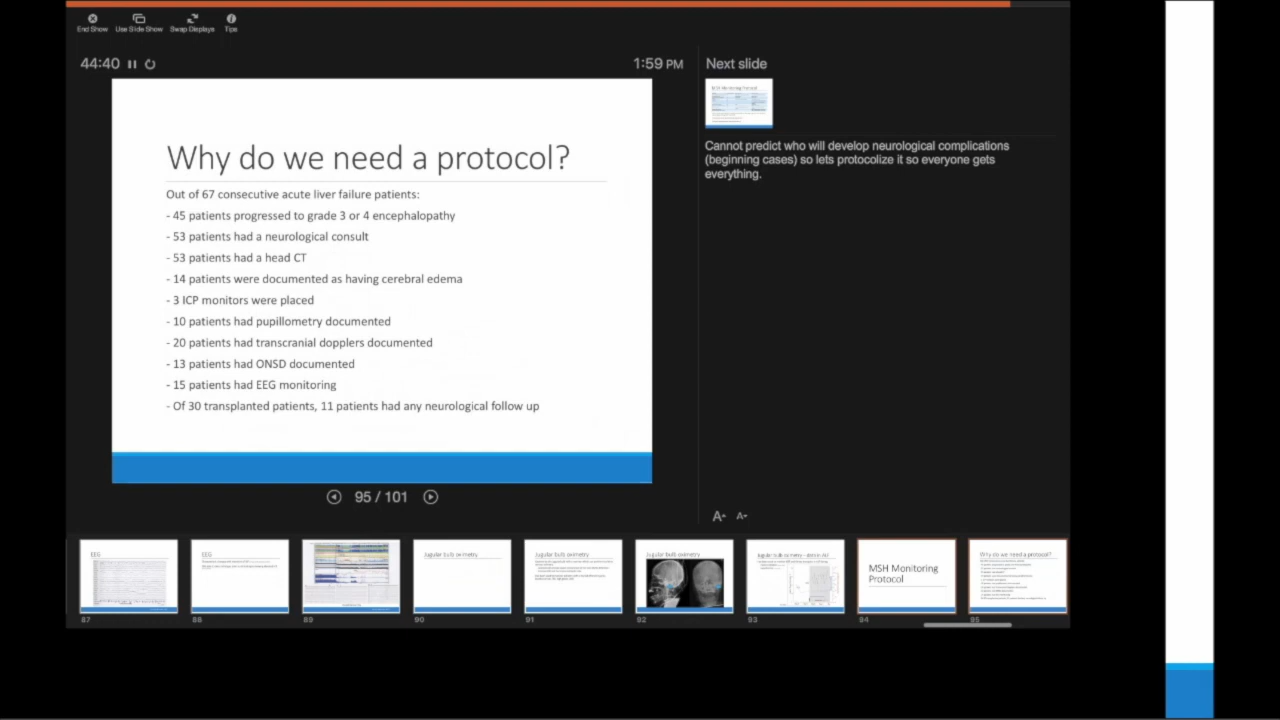 End Show
Use Slide Show
Swap Displays
Tips
44:40
1:59 PM
Next slide
Why do we need a protocol?
Out of 67 consecutive acute liver failure patients:
- 45 patients progressed to grade 3 or 4 encephalopathy
- 53 patients had a neurological consult
- 53 patients had a head CT
- 14 patients were documented as having cerebral edema
- 3 ICP monitors were placed
- 10 patients had pupillometry documented
- 20 patients had transcranial dopplers documented
- 13 patients had ONSD documented
- 15 patients had EEG monitoring
- Of 30 transplanted patients, 11 patients had any neurological follow up
MSH Monitoring Protocol
Cannot predict who will develop neurological complications
(beginning cases) so lets protocolize it so everyone gets
everything.
95 / 101
A A
EEG
EEG
Jugular bulb oximetry
Jugular bulb oximetry
Jugular bulb oximetry
Jugular bulb oximetry
MSH Monitoring
Protocol
Why do we need a protocol?
87
88
89
90
91
92
93
94
95